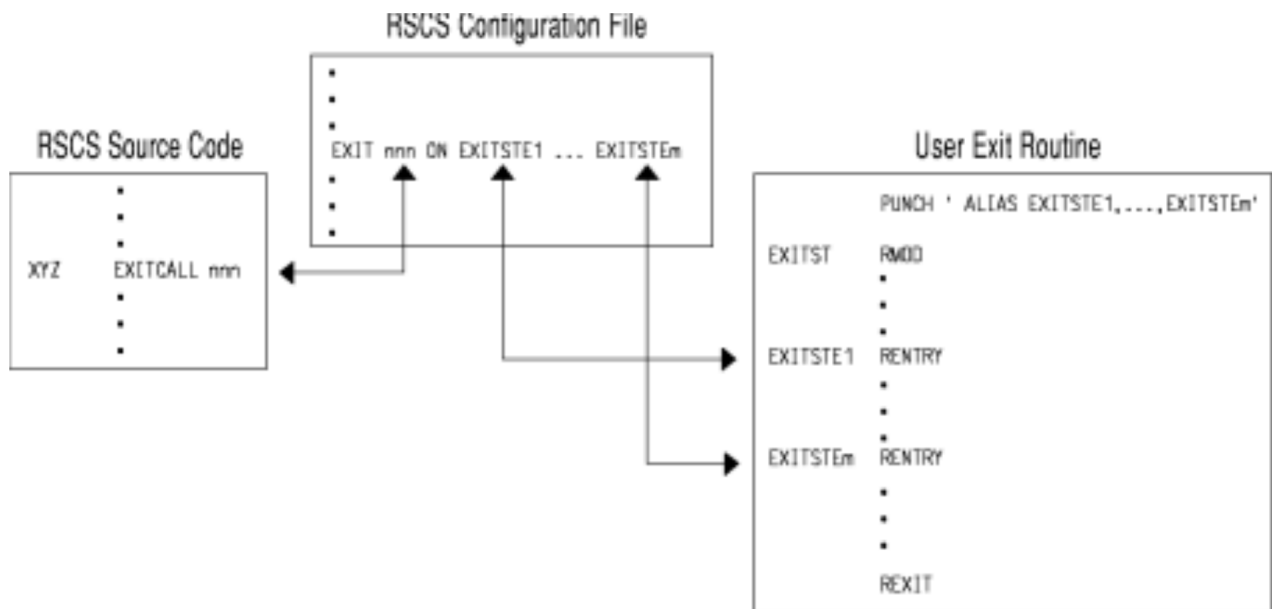 RSCS Configuration File
EXIT nnn ON EXITSTE1 ... EXITSTEm
RSCS Source Code
XYZ EXITCALL nnn
User Exit Routine
PUNCH ' ALIAS EXITSTE1,...,EXITSTEm'
EXITST RMOD
EXITSTE1 RENTRY
EXITSTEm RENTRY
REXIT